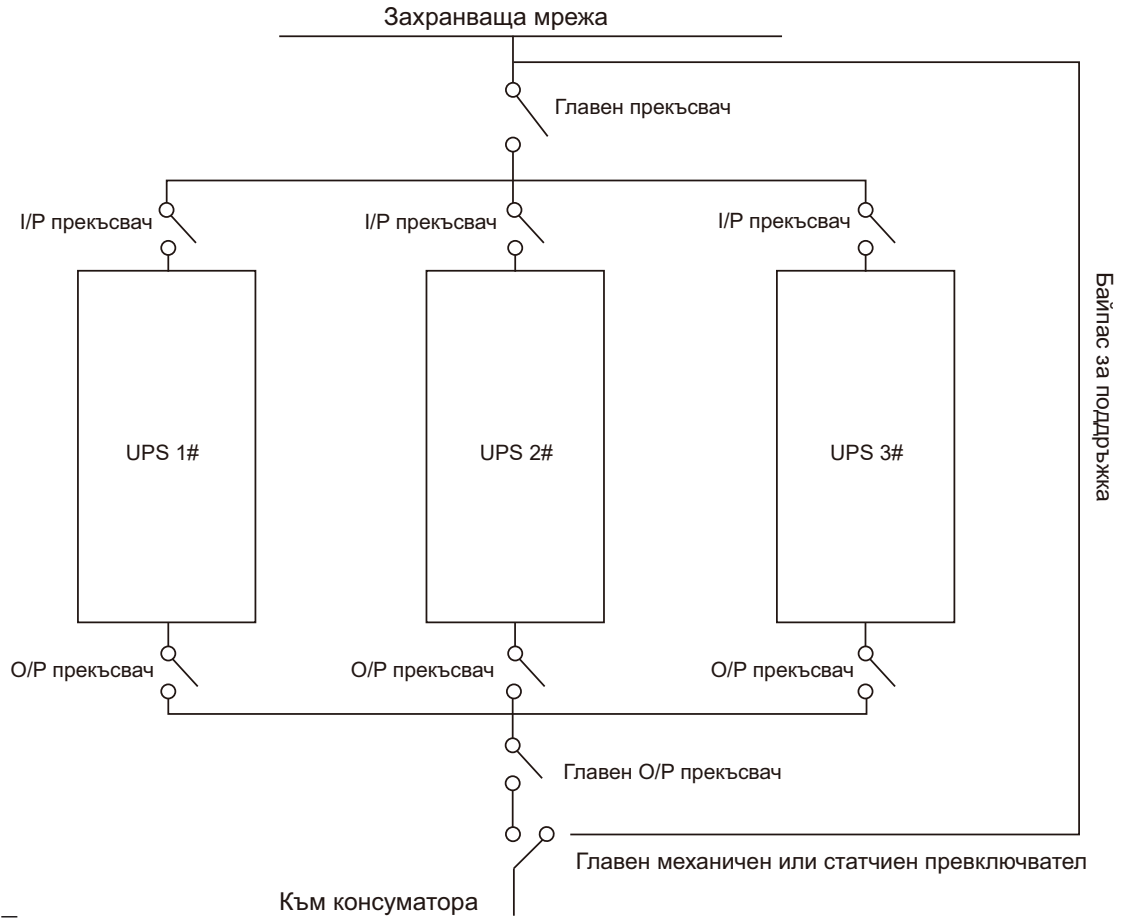 Захранваща мрежа
Главен прекъсвач
I/P прекъсвач
I/P прекъсвач
I/P прекъсвач
Байпас за поддръжка
UPS 1#
UPS 2#
UPS 3#
O/P прекъсвач
O/P прекъсвач
O/P прекъсвач
Главен O/P прекъсвач
Главен механичен или статчиен превключвател
Към консуматора